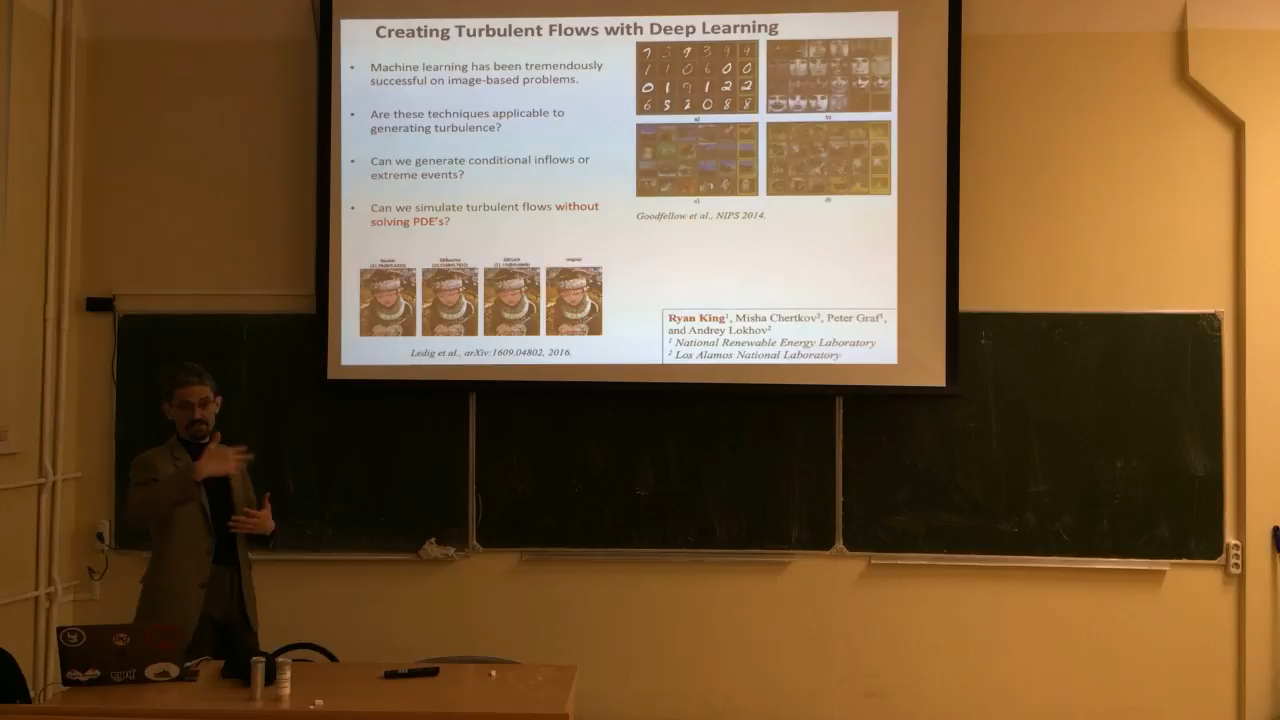 Creating Turbulent Flows with Deep Learning
• Machine learning has been tremendously
successful on image-based problems.
• Are these techniques applicable to
generating turbulence?
• Can we generate conditional inflows or
extreme events?
• Can we simulate turbulent flows without
solving PDE's?
a)
b)
c)
d)
Goodfellow et al., NIPS 2014.
original
Ledig et al., arXiv:1609.04802, 2016.
Ryan King¹, Misha Chertkov², Peter Graf¹,
and Andrey Lokhov²
¹ National Renewable Energy Laboratory
² Los Alamos National Laboratory